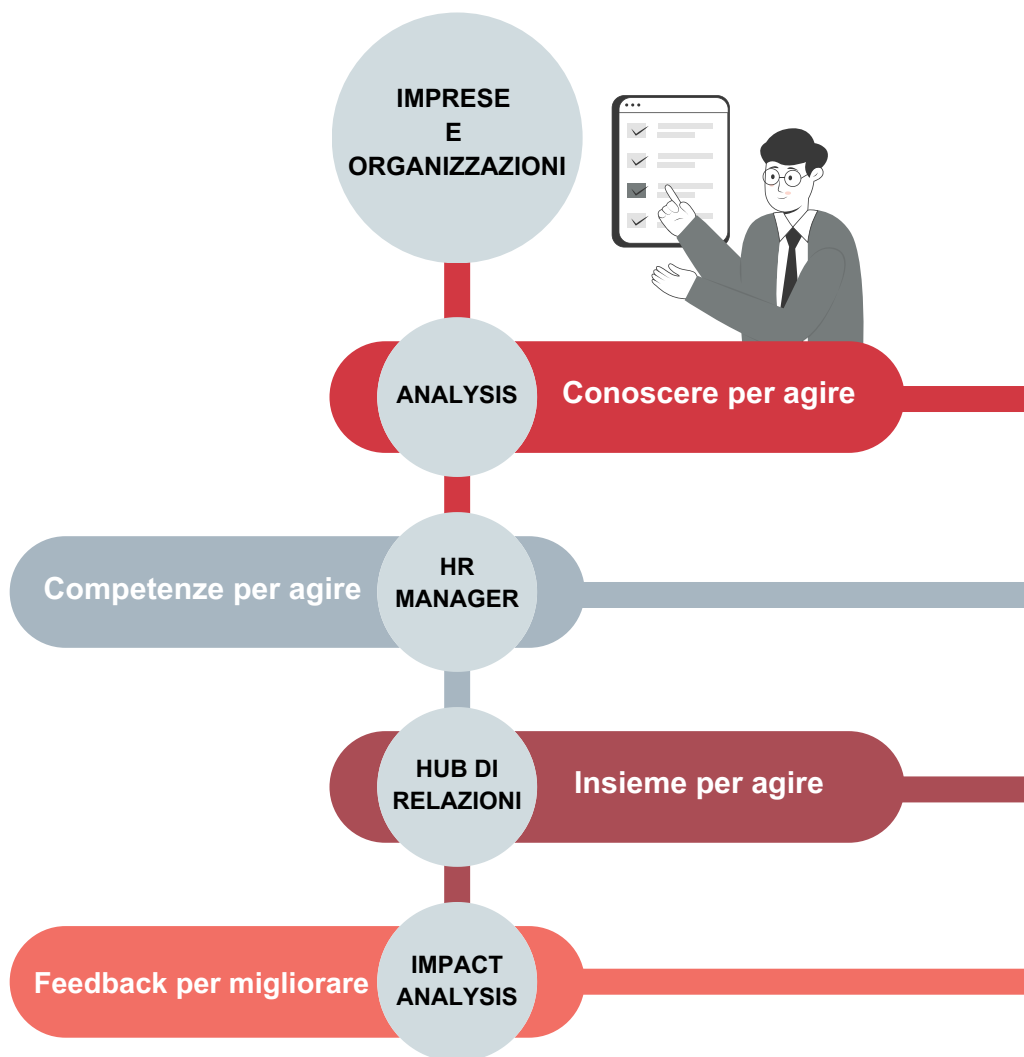 IMPRESE
E
ORGANIZZAZIONI
ANALYSIS
Conoscere per agire
Competenze per agire
HR
MANAGER
HUB DI
RELAZIONI
Insieme per agire
Feedback per migliorare
IMPACT
ANALYSIS